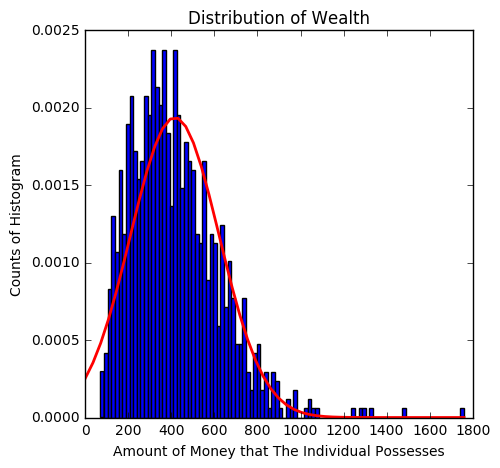 Distribution of Wealth
0.0025
0.0020
0.0015
0.0010
0.0005
0.0000
Counts of Histogram
0 200 400 600 800 1000 1200 1400 1600 1800
Amount of Money that The Individual Possesses